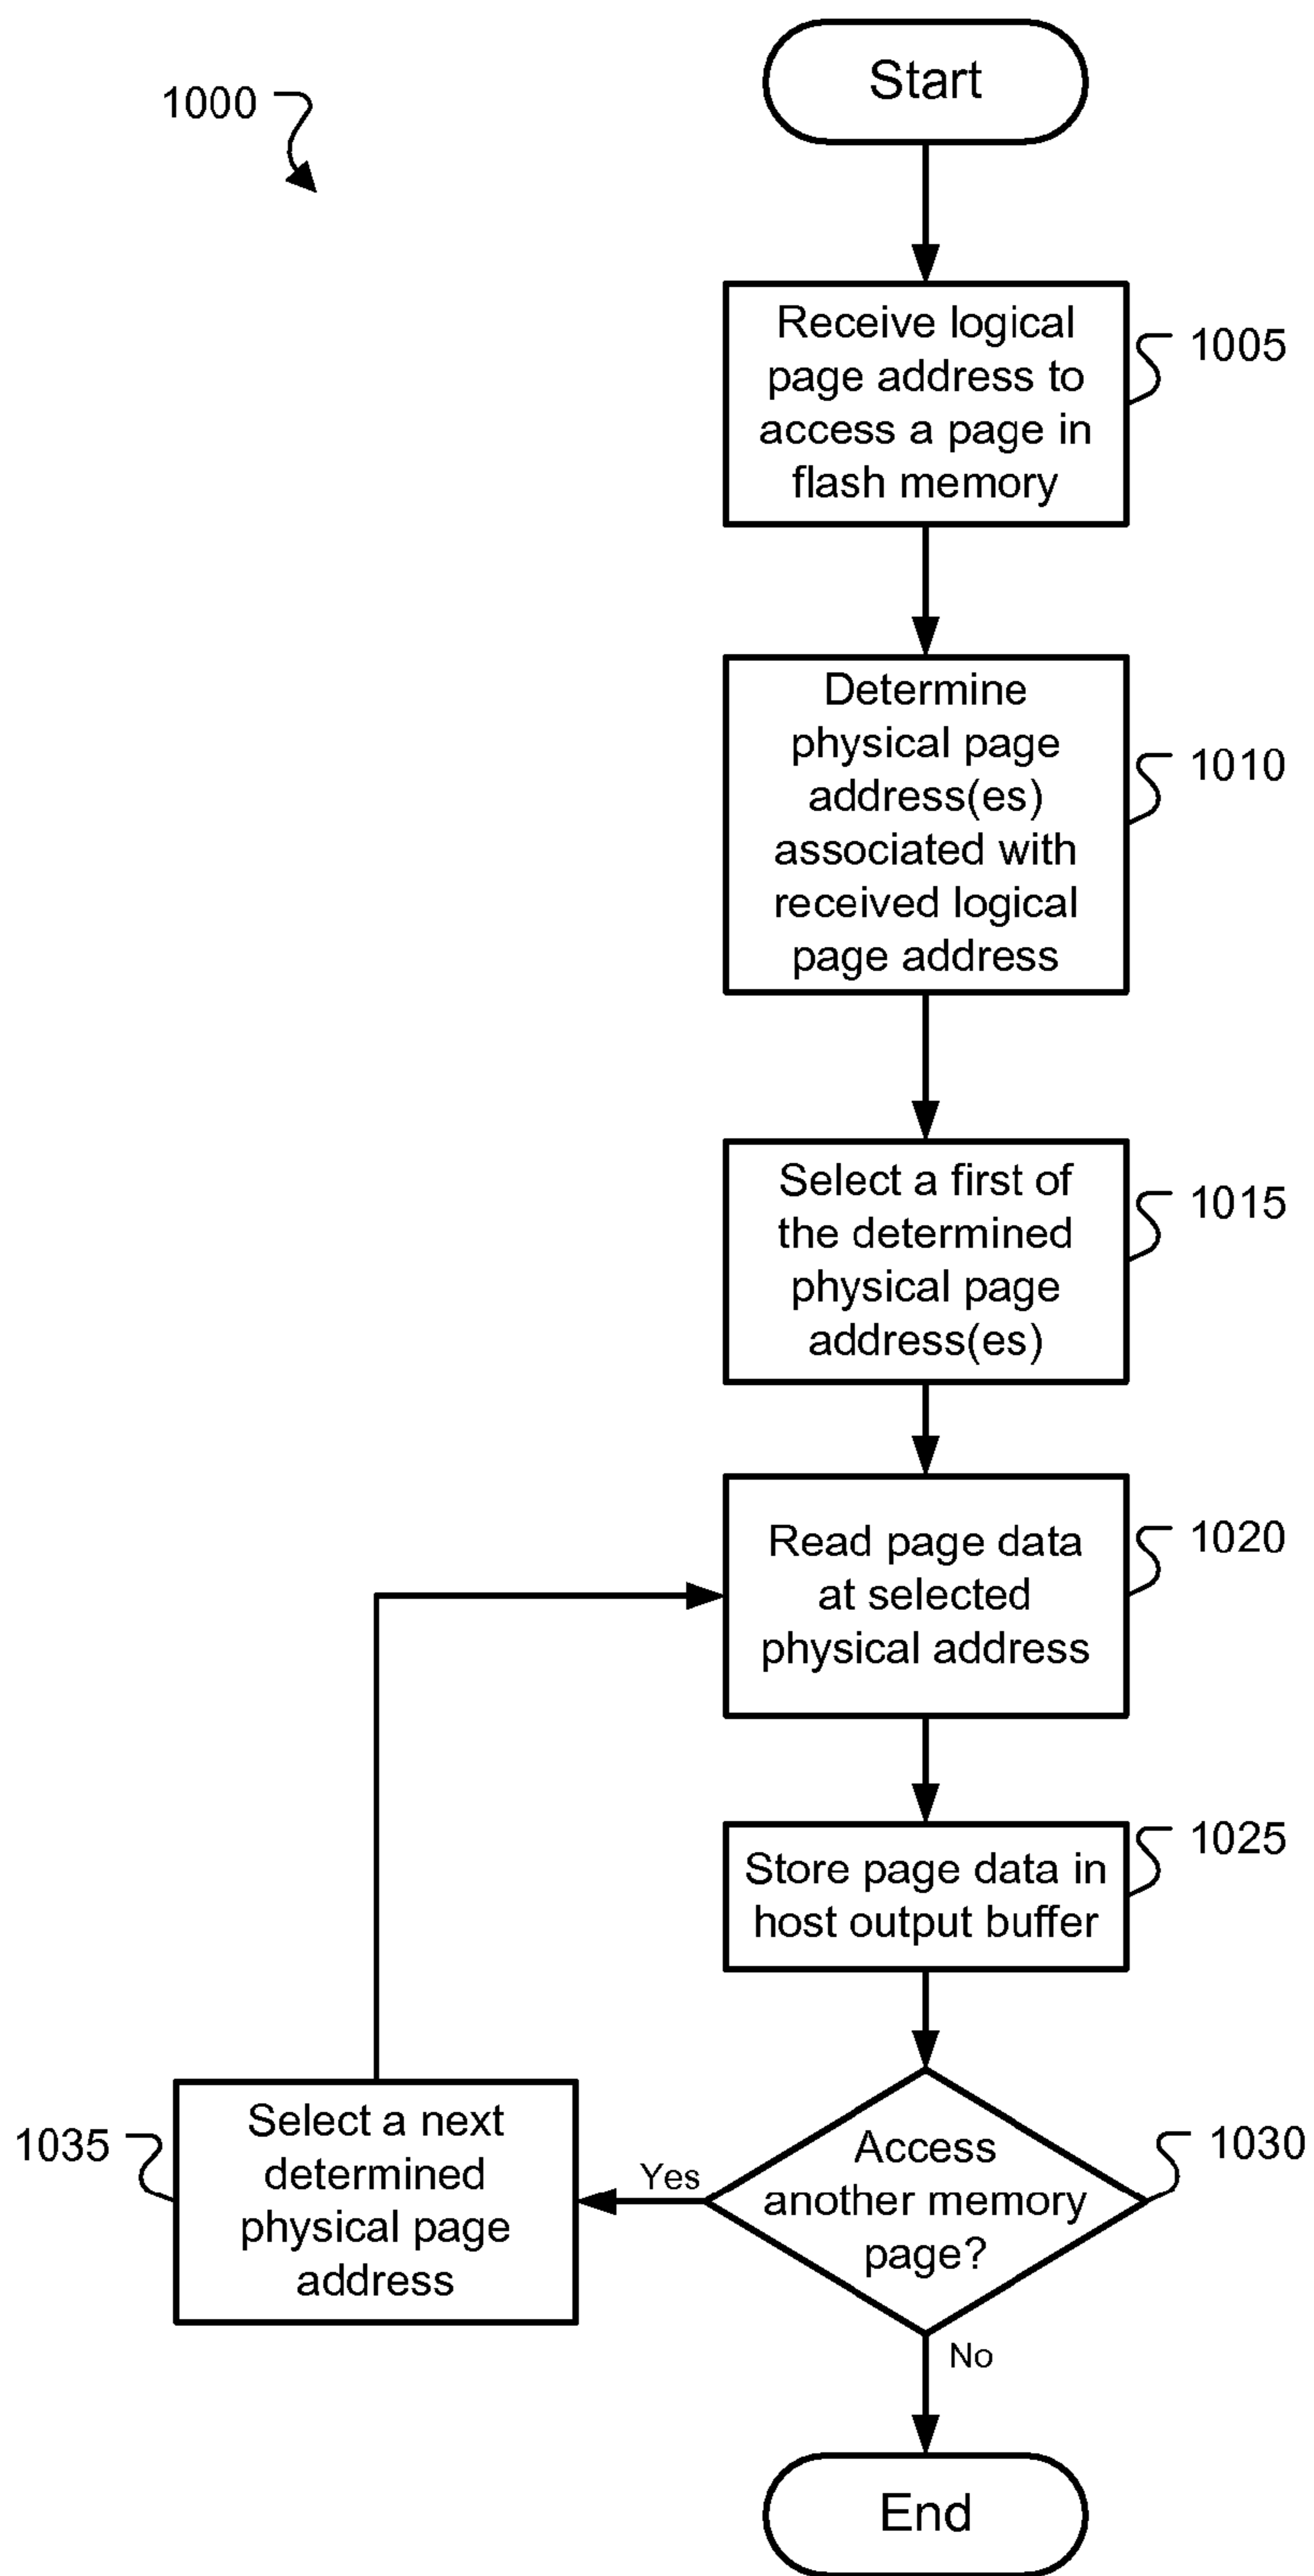 1000
Start
Receive logical
page address to
access a page in
flash memory
1005
Determine
physical page
address(es)
associated with
received logical
page address
1010
Select a first of
the determined
physical page
address(es)
1015
Read page data
at selected
physical address
1020
Store page data in
host output buffer
1025
Access
another memory
page?
1030
Yes
Select a next
determined
physical page
address
1035
No
End